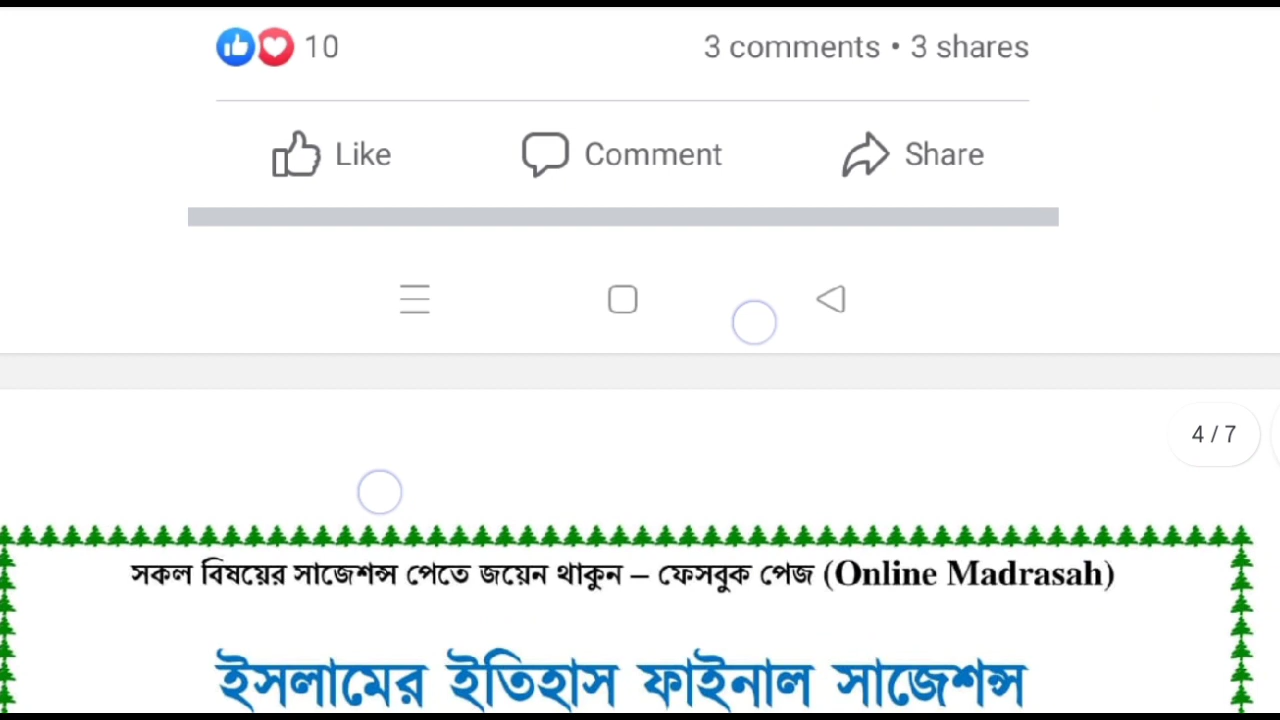 10 3 comments • 3 shares
Like Comment Share
4 / 7
সকল বিষয়ের সাজেশন্স পেতে জয়েন থাকুন – ফেসবুক পেজ (Online Madrasah)
ইসলামের ইতিহাস ফাইনাল সাজেশন্স